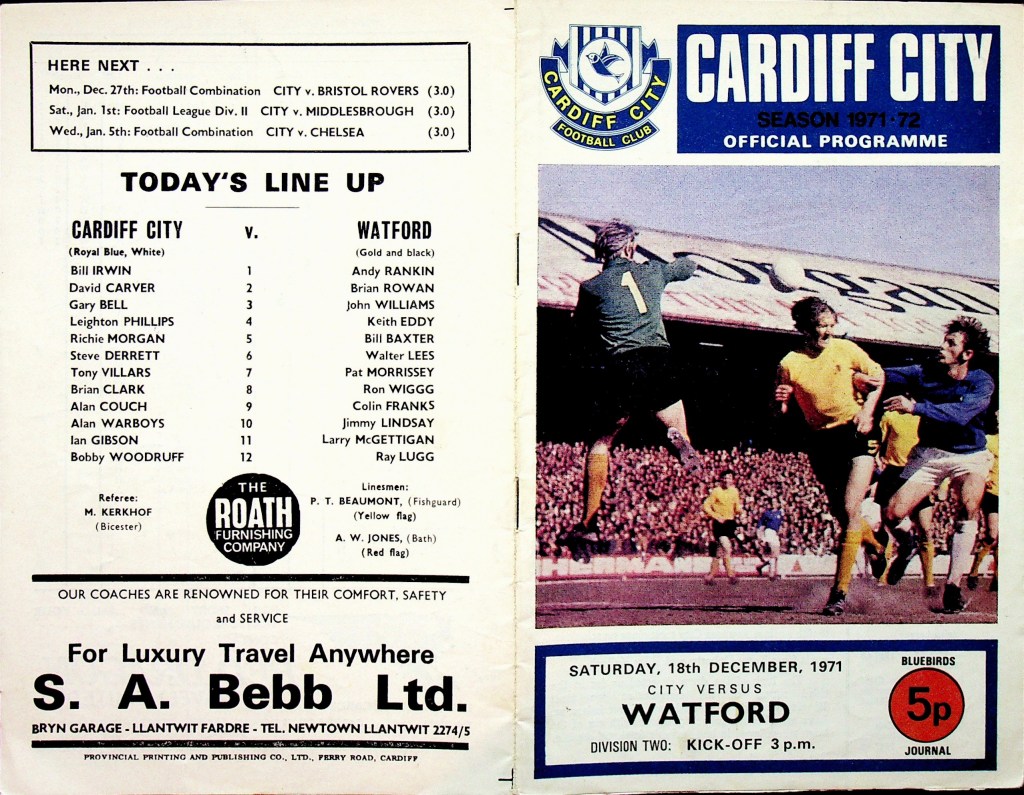 HERE NEXT . . .
Mon., Dec. 27th: Football Combination CITY v. BRISTOL ROVERS (3.0)
Sat., Jan. 1st: Football League Div. II CITY v. MIDDLESBROUGH (3.0)
Wed., Jan. 5th: Football Combination CITY v. CHELSEA (3.0)
TODAY'S LINE UP
CARDIFF CITY v. WATFORD
(Royal Blue, White) (Gold and black)
Bill IRWIN 1 Andy RANKIN
David CARVER 2 Brian ROWAN
Gary BELL 3 John WILLIAMS
Leighton PHILLIPS 4 Keith EDDY
Richie MORGAN 5 Bill BAXTER
Steve DERRETT 6 Walter LEES
Tony VILLARS 7 Pat MORRISSEY
Brian CLARK 8 Ron WIGGG
Alan COUCH 9 Colin FRANKS
Alan WARBOYS 10 Jimmy LINDSAY
Ian GIBSON 11 Larry McGETTIGAN
Bobby WOODRUFF 12 Ray LUGG
Referee:
M. KERKHOF
(Bicester)
THE
ROATH
FURNISHING
COMPANY
Linesmen:
P. T. BEAUMONT, (Fishguard)
(Yellow flag)
A. W. JONES, (Bath)
(Red flag)
OUR COACHES ARE RENOWNED FOR THEIR COMFORT, SAFETY
and SERVICE
For Luxury Travel Anywhere
S. A. Bebb Ltd.
BRYN GARAGE - LLANTWIT FARDRE - TEL. NEWTOWN LLANTWIT 2274/5
PROVINCIAL PRINTING AND PUBLISHING CO., LTD., FERRY ROAD, CARDIFF
CARDIFF CITY
FOOTBALL CLUB
CARDIFF CITY
SEASON 1971-72
OFFICIAL PROGRAMME
Morgan
1
5
SATURDAY, 18th DECEMBER, 1971
CITY VERSUS
WATFORD
DIVISION TWO: KICK-OFF 3 p.m.
BLUEBIRDS
5p
JOURNAL